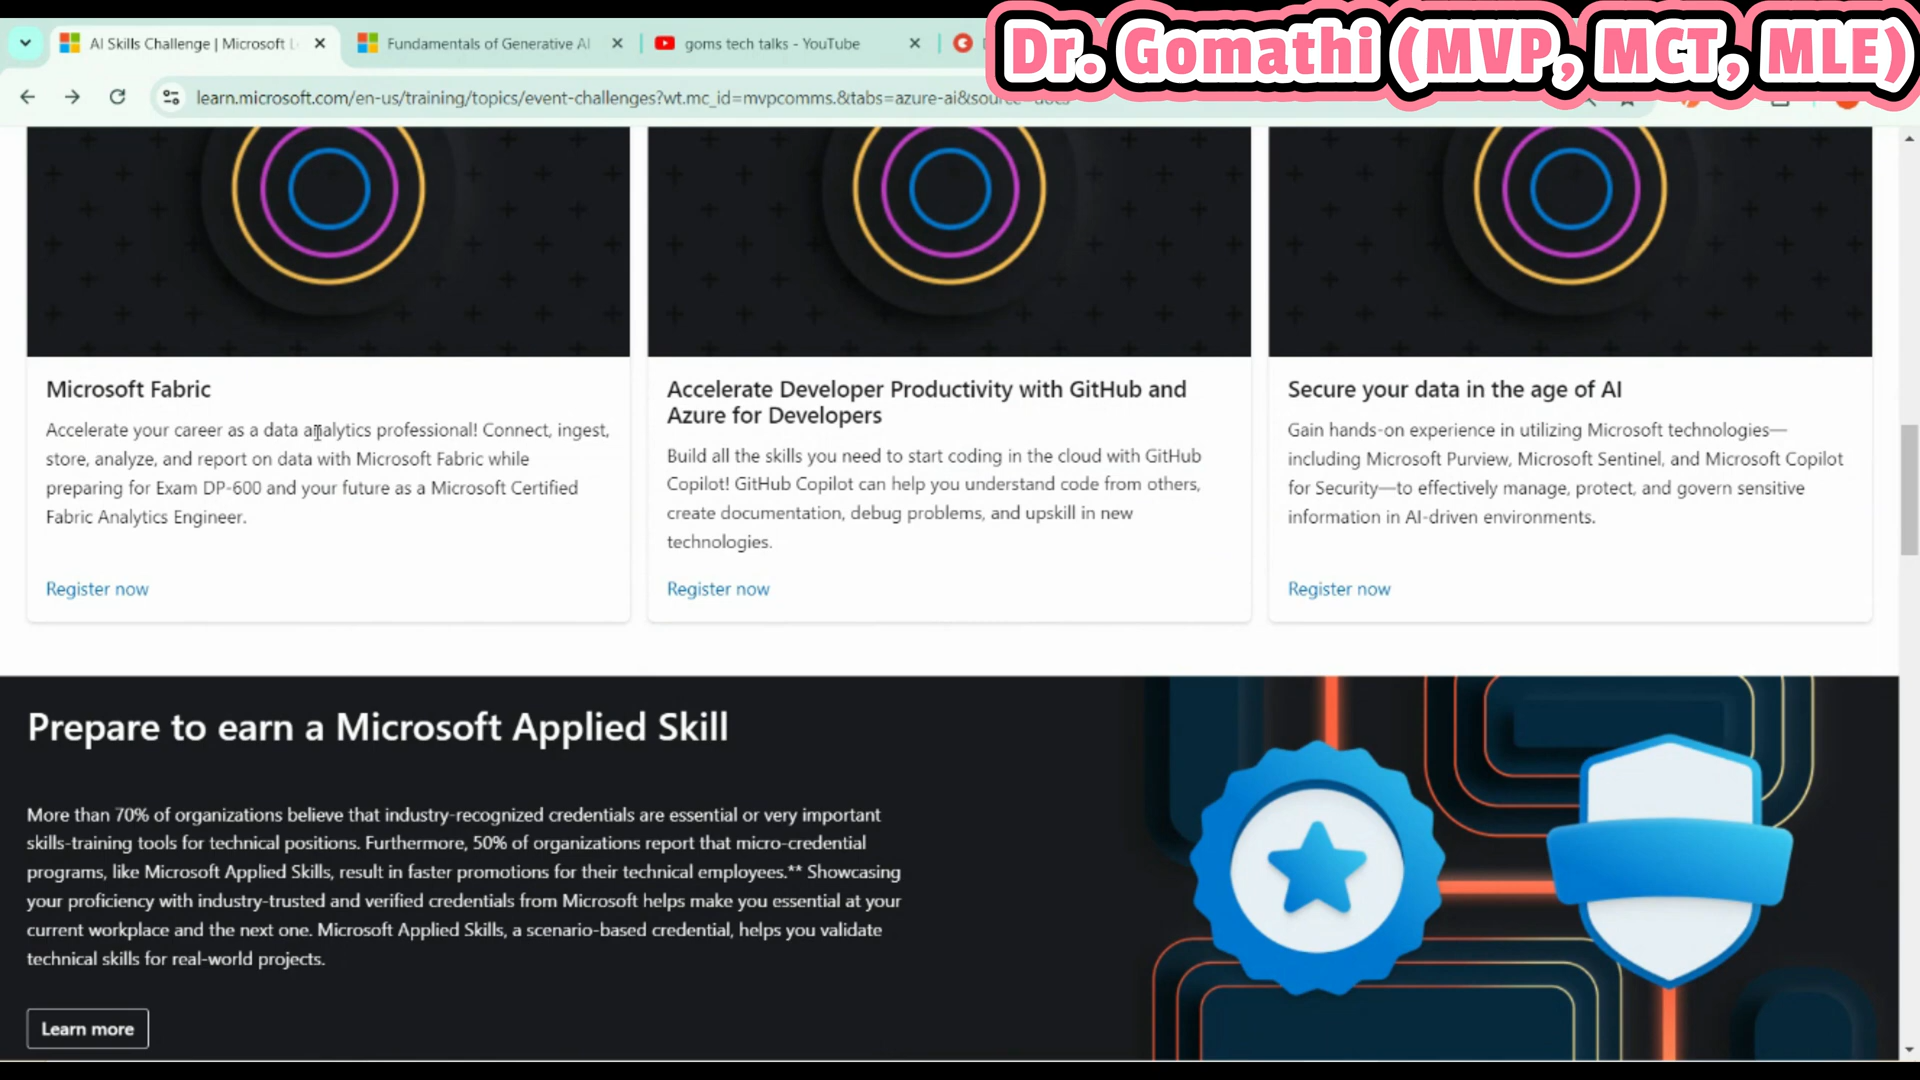 Dr. Gomathi (MVP, MCT, MLE)
AI Skills Challenge | Microsoft L
Fundamentals of Generative AI
goms tech talks - YouTube
learn.microsoft.com/en-us/training/topics/event-challenges?wt.mc_id=mvpcomms.&tabs=azure-ai&source=docs
Microsoft Fabric
Accelerate your career as a data analytics professional! Connect, ingest,
store, analyze, and report on data with Microsoft Fabric while
preparing for Exam DP-600 and your future as a Microsoft Certified
Fabric Analytics Engineer.
Register now
Accelerate Developer Productivity with GitHub and
Azure for Developers
Build all the skills you need to start coding in the cloud with GitHub
Copilot! GitHub Copilot can help you understand code from others,
create documentation, debug problems, and upskill in new
technologies.
Register now
Secure your data in the age of AI
Gain hands-on experience in utilizing Microsoft technologies—
including Microsoft Purview, Microsoft Sentinel, and Microsoft Copilot
for Security—to effectively manage, protect, and govern sensitive
information in AI-driven environments.
Register now
Prepare to earn a Microsoft Applied Skill
More than 70% of organizations believe that industry-recognized credentials are essential or very important
skills-training tools for technical positions. Furthermore, 50% of organizations report that micro-credential
programs, like Microsoft Applied Skills, result in faster promotions for their technical employees.** Showcasing
your proficiency with industry-trusted and verified credentials from Microsoft helps make you essential at your
current workplace and the next one. Microsoft Applied Skills, a scenario-based credential, helps you validate
technical skills for real-world projects.
Learn more